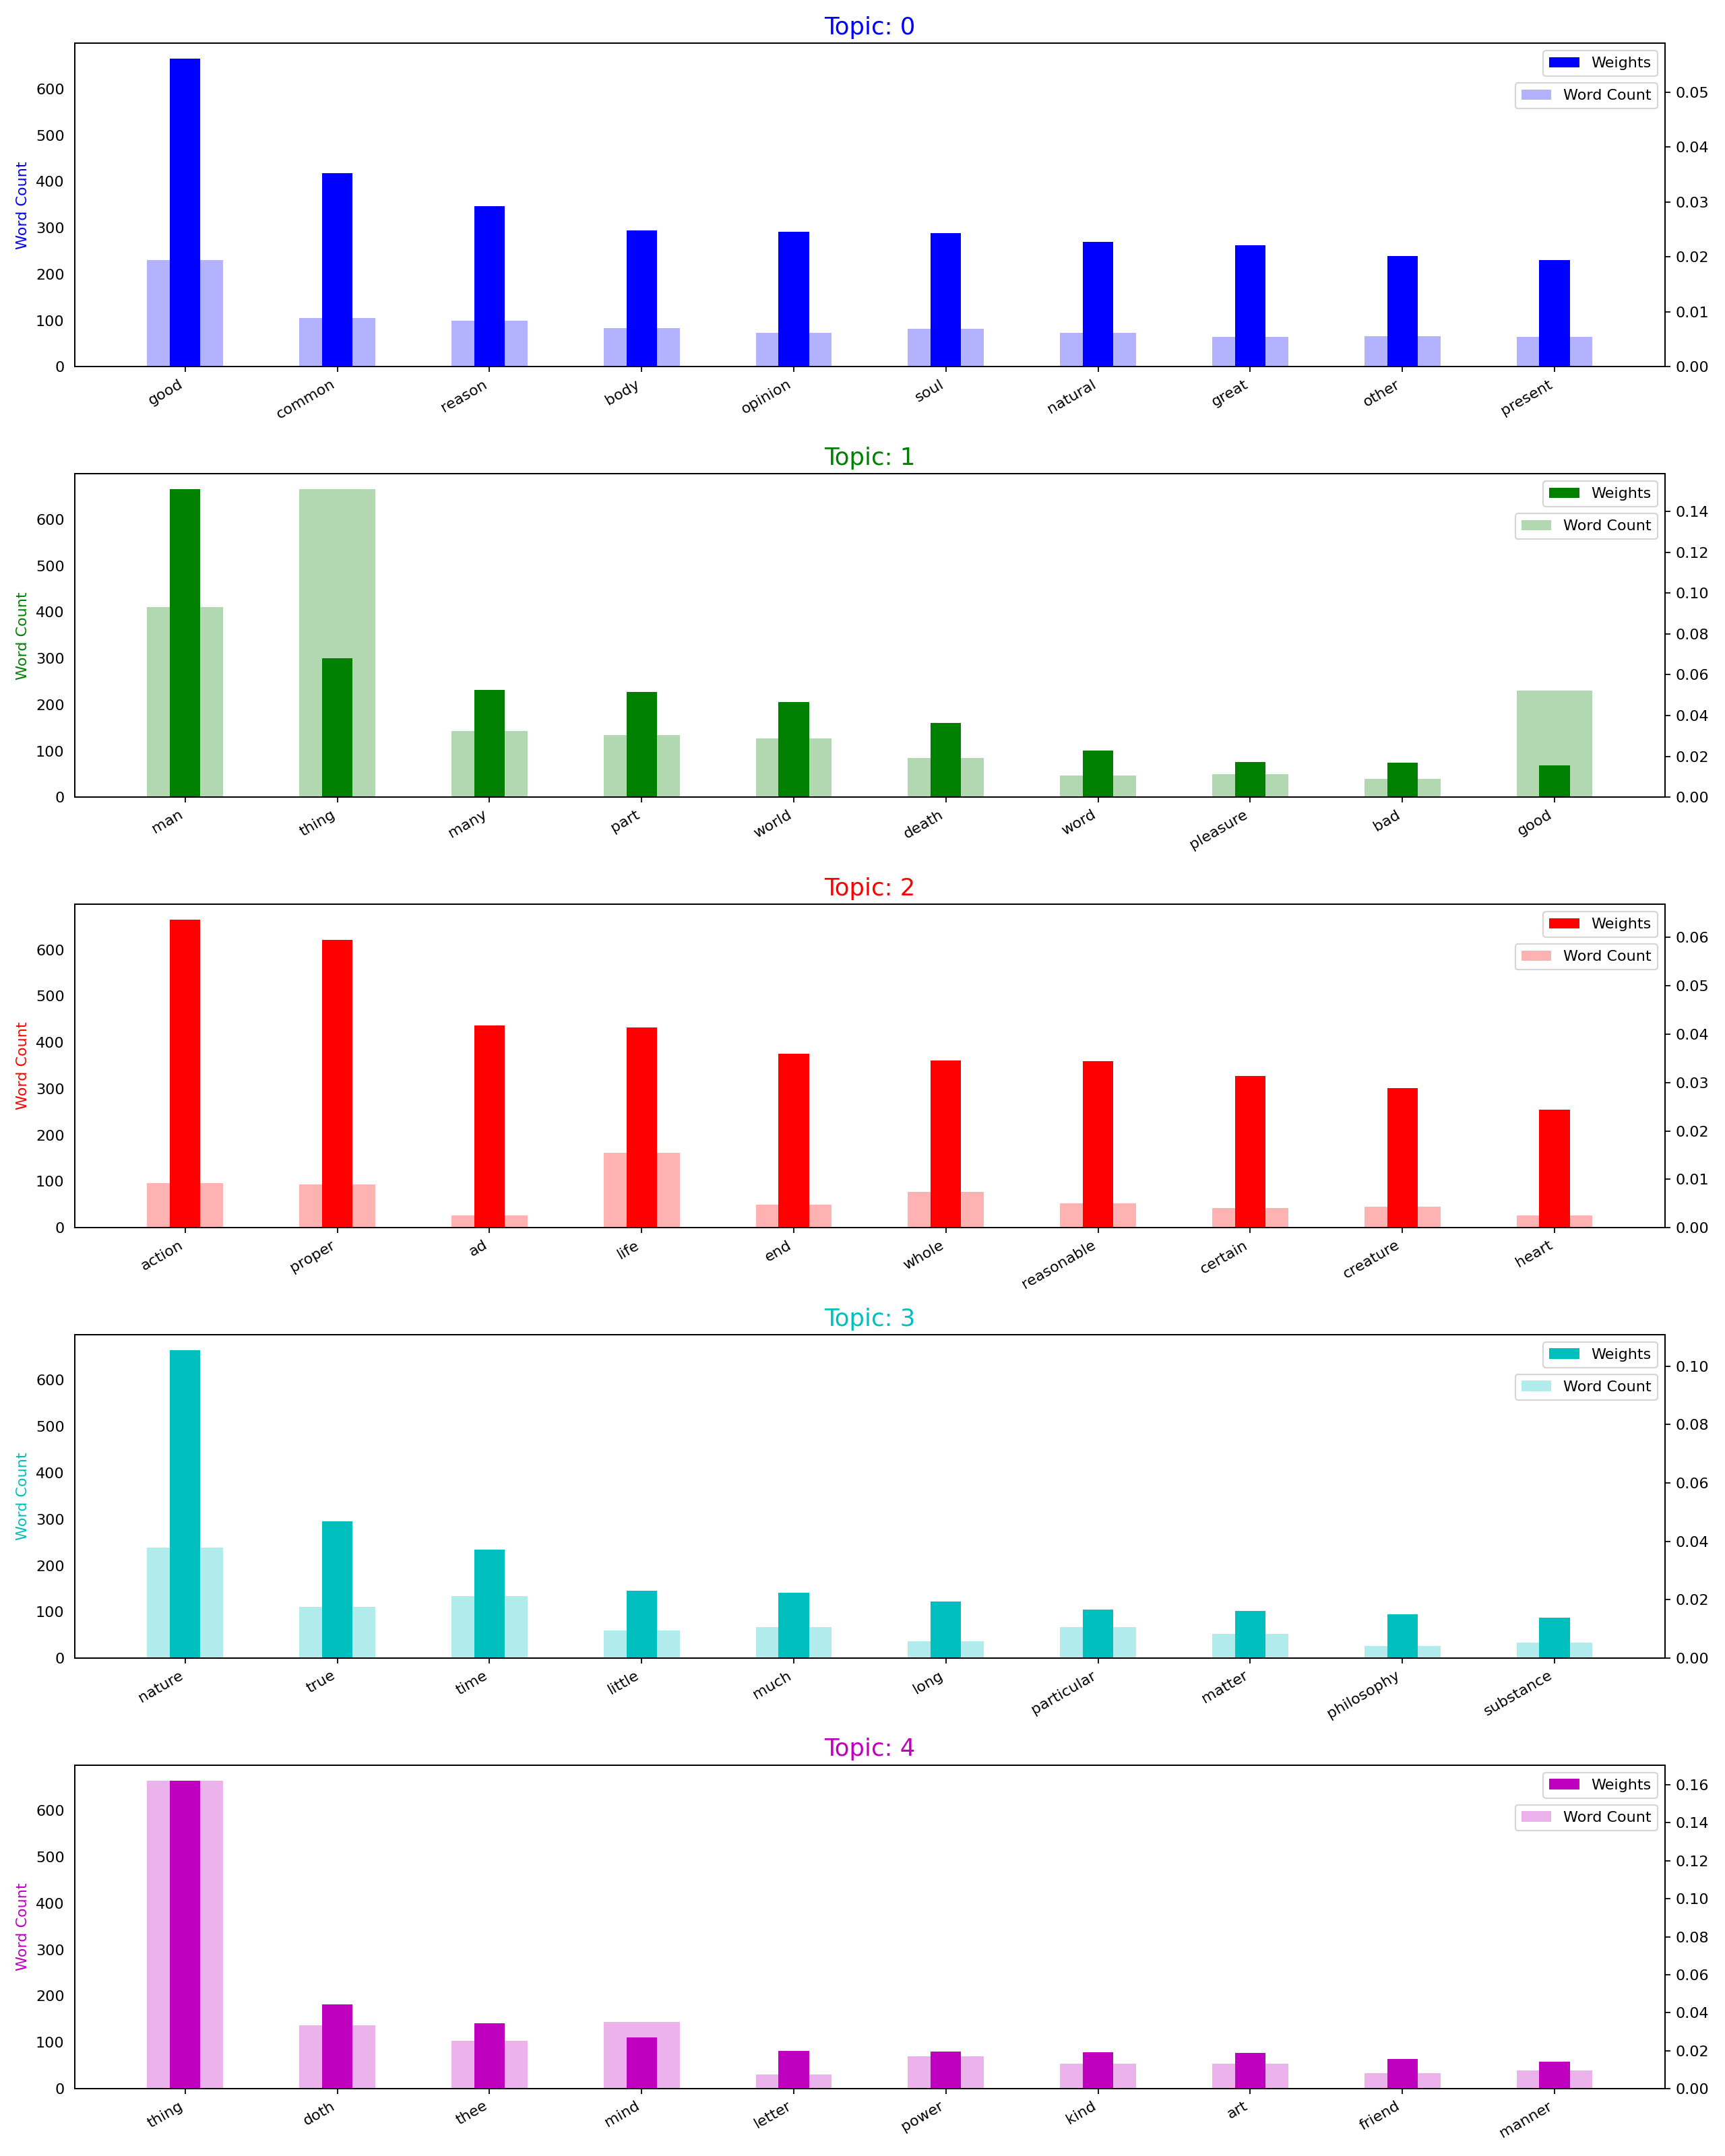 Topic: 0
Weights
Word Count
Word Count
600
500
400
300
200
100
0
0.05
0.04
0.03
0.02
0.01
0.00
good common reason body opinion soul natural great other present
Topic: 1
Weights
Word Count
Word Count
600
500
400
300
200
100
0
0.14
0.12
0.10
0.08
0.06
0.04
0.02
0.00
man thing many part world death word pleasure bad good
Topic: 2
Weights
Word Count
Word Count
600
500
400
300
200
100
0
0.06
0.05
0.04
0.03
0.02
0.01
0.00
action proper ad life end whole reasonable certain creature heart
Topic: 3
Weights
Word Count
Word Count
600
500
400
300
200
100
0
0.10
0.08
0.06
0.04
0.02
0.00
nature true time little much long particular matter philosophy substance
Topic: 4
Weights
Word Count
Word Count
600
500
400
300
200
100
0
0.16
0.14
0.12
0.10
0.08
0.06
0.04
0.02
0.00
thing doth thee mind letter power kind art friend manner